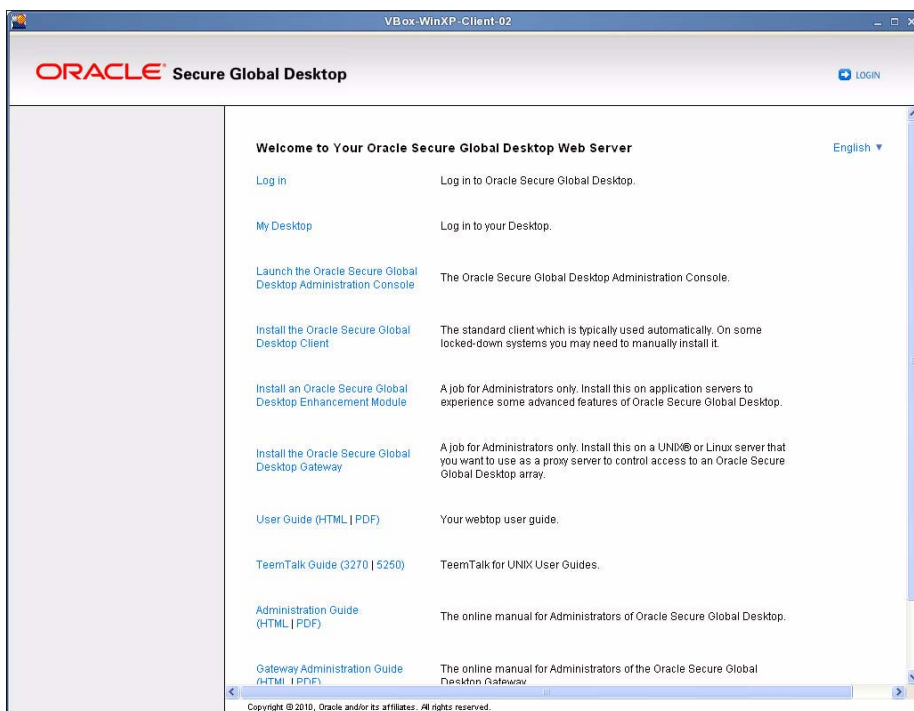 VBox-WinXP-Client-02
ORACLE® Secure Global Desktop
LOGIN
Welcome to Your Oracle Secure Global Desktop Web Server
English ▼
Log in
Log in to Oracle Secure Global Desktop.
My Desktop
Log in to your Desktop.
Launch the Oracle Secure Global
Desktop Administration Console
The Oracle Secure Global Desktop Administration Console.
Install the Oracle Secure Global
Desktop Client
The standard client which is typically used automatically. On some
locked-down systems you may need to manually install it.
Install an Oracle Secure Global
Desktop Enhancement Module
A job for Administrators only. Install this on application servers to
experience some advanced features of Oracle Secure Global Desktop.
Install the Oracle Secure Global
Desktop Gateway
A job for Administrators only. Install this on a UNIX® or Linux server that
you want to use as a proxy server to control access to an Oracle Secure
Global Desktop array.
User Guide (HTML | PDF)
Your webtop user guide.
TeemTalk Guide (3270 | 5250)
TeemTalk for UNIX User Guides.
Administration Guide
(HTML | PDF)
The online manual for Administrators of Oracle Secure Global Desktop.
Gateway Administration Guide
(HTML | PDF)
The online manual for Administrators of the Oracle Secure Global
Desktop Gateway
Copyright © 2010, Oracle and/or its affiliates. All rights reserved.